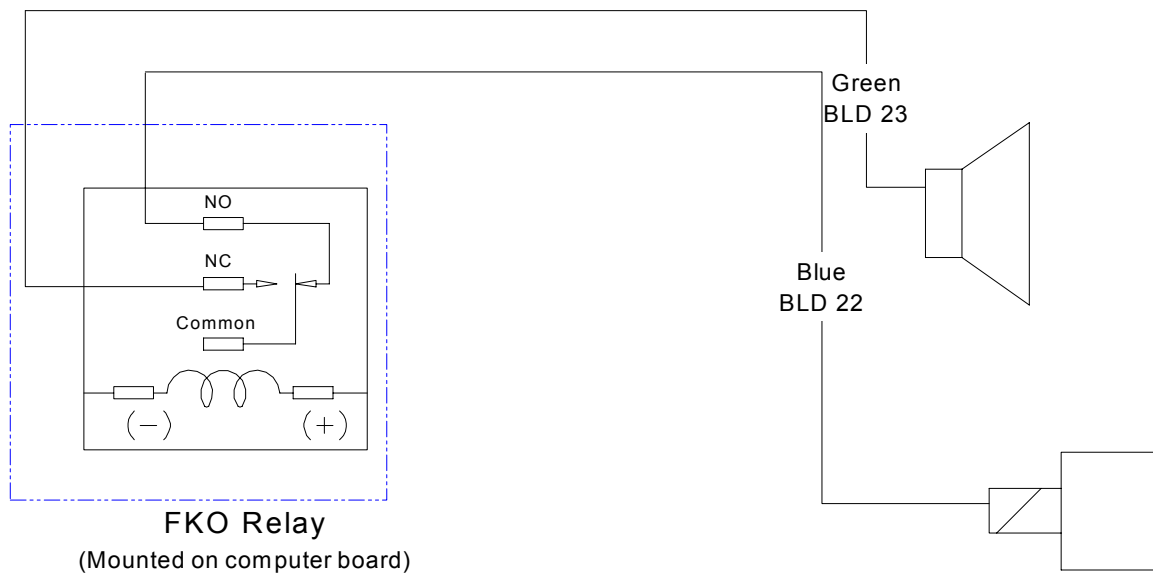 Green
BLD 23
NO
NC
Blue
BLD 22
Common
(−)
(+)
FKO Relay
(Mounted on computer board)